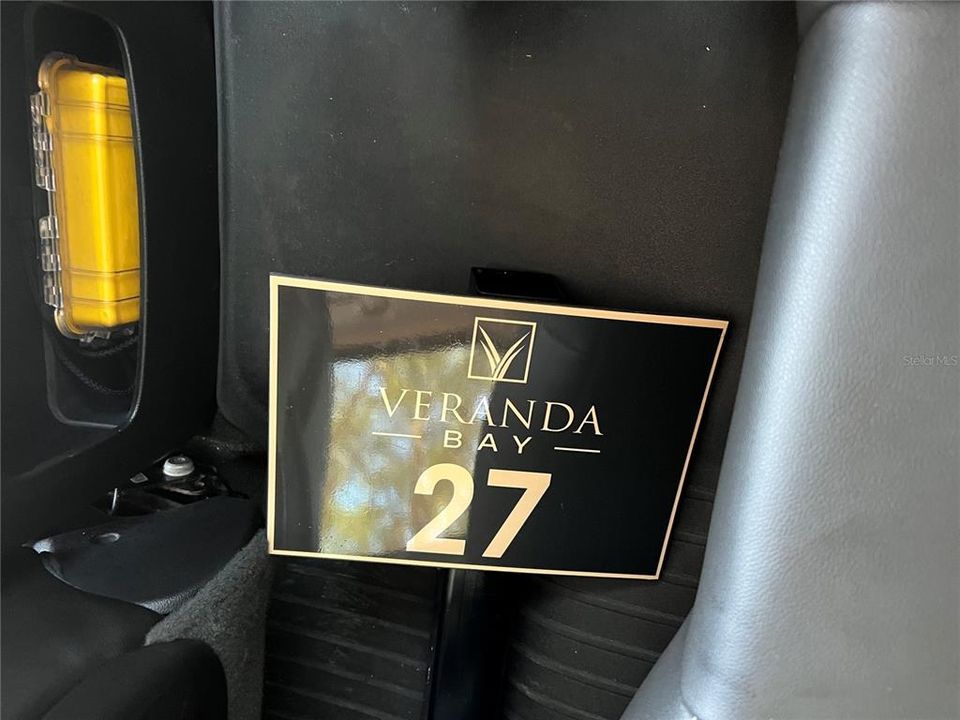 VERANDA
BAY
27
Stellar MLS